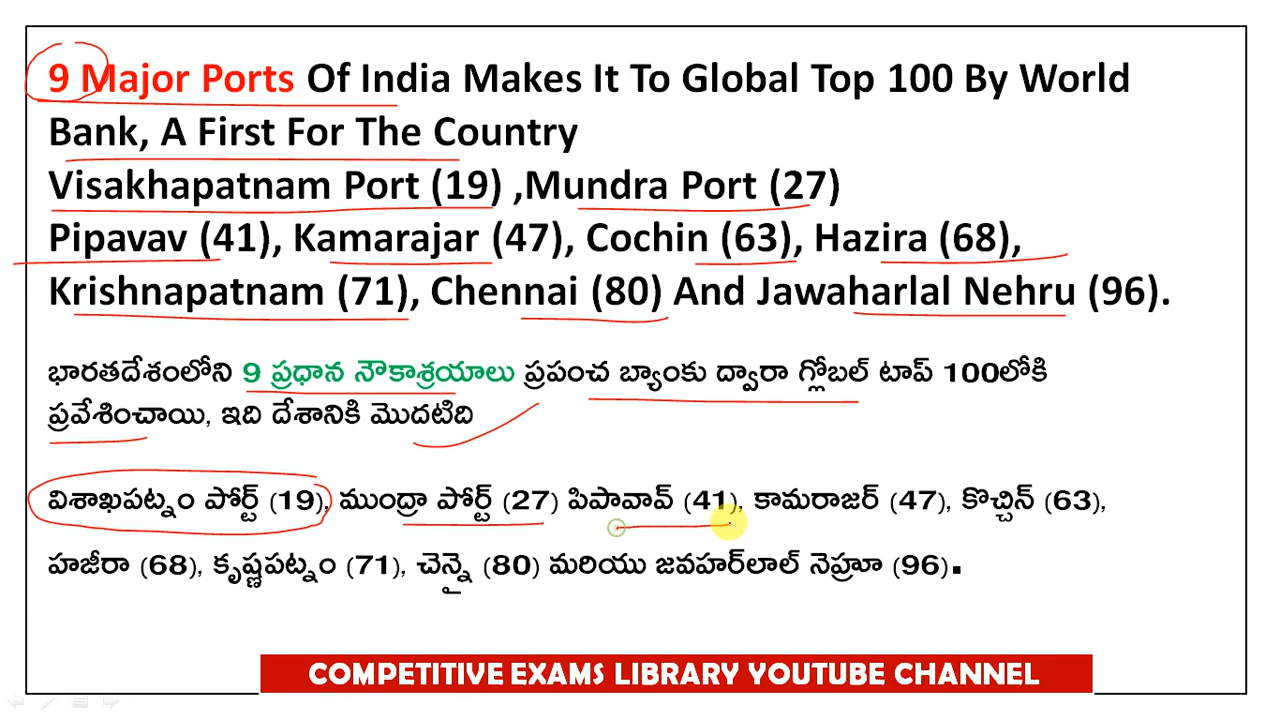 9 Major Ports Of India Makes It To Global Top 100 By World
Bank, A First For The Country
Visakhapatnam Port (19) ,Mundra Port (27)
Pipavav (41), Kamarajar (47), Cochin (63), Hazira (68),
Krishnapatnam (71), Chennai (80) And Jawaharlal Nehru (96).
భారతదేశంలోని 9 ప్రధాన నౌకాశ్రయాలు ప్రపంచ బ్యాంకు ద్వారా గ్లోబల్ టాప్ 100లోకి
ప్రవేశించాయి, ఇది దేశానికి మొదటిది
విశాఖపట్నం పోర్ట్ (19), ముంద్రా పోర్ట్ (27) పిపావావ్ (41), కామరాజర్ (47), కొచ్చిన్ (63),
హజీరా (68), కృష్ణపట్నం (71), చెన్నై (80) మరియు జవహర్‌లాల్ నెహ్రూ (96).
COMPETITIVE EXAMS LIBRARY YOUTUBE CHANNEL